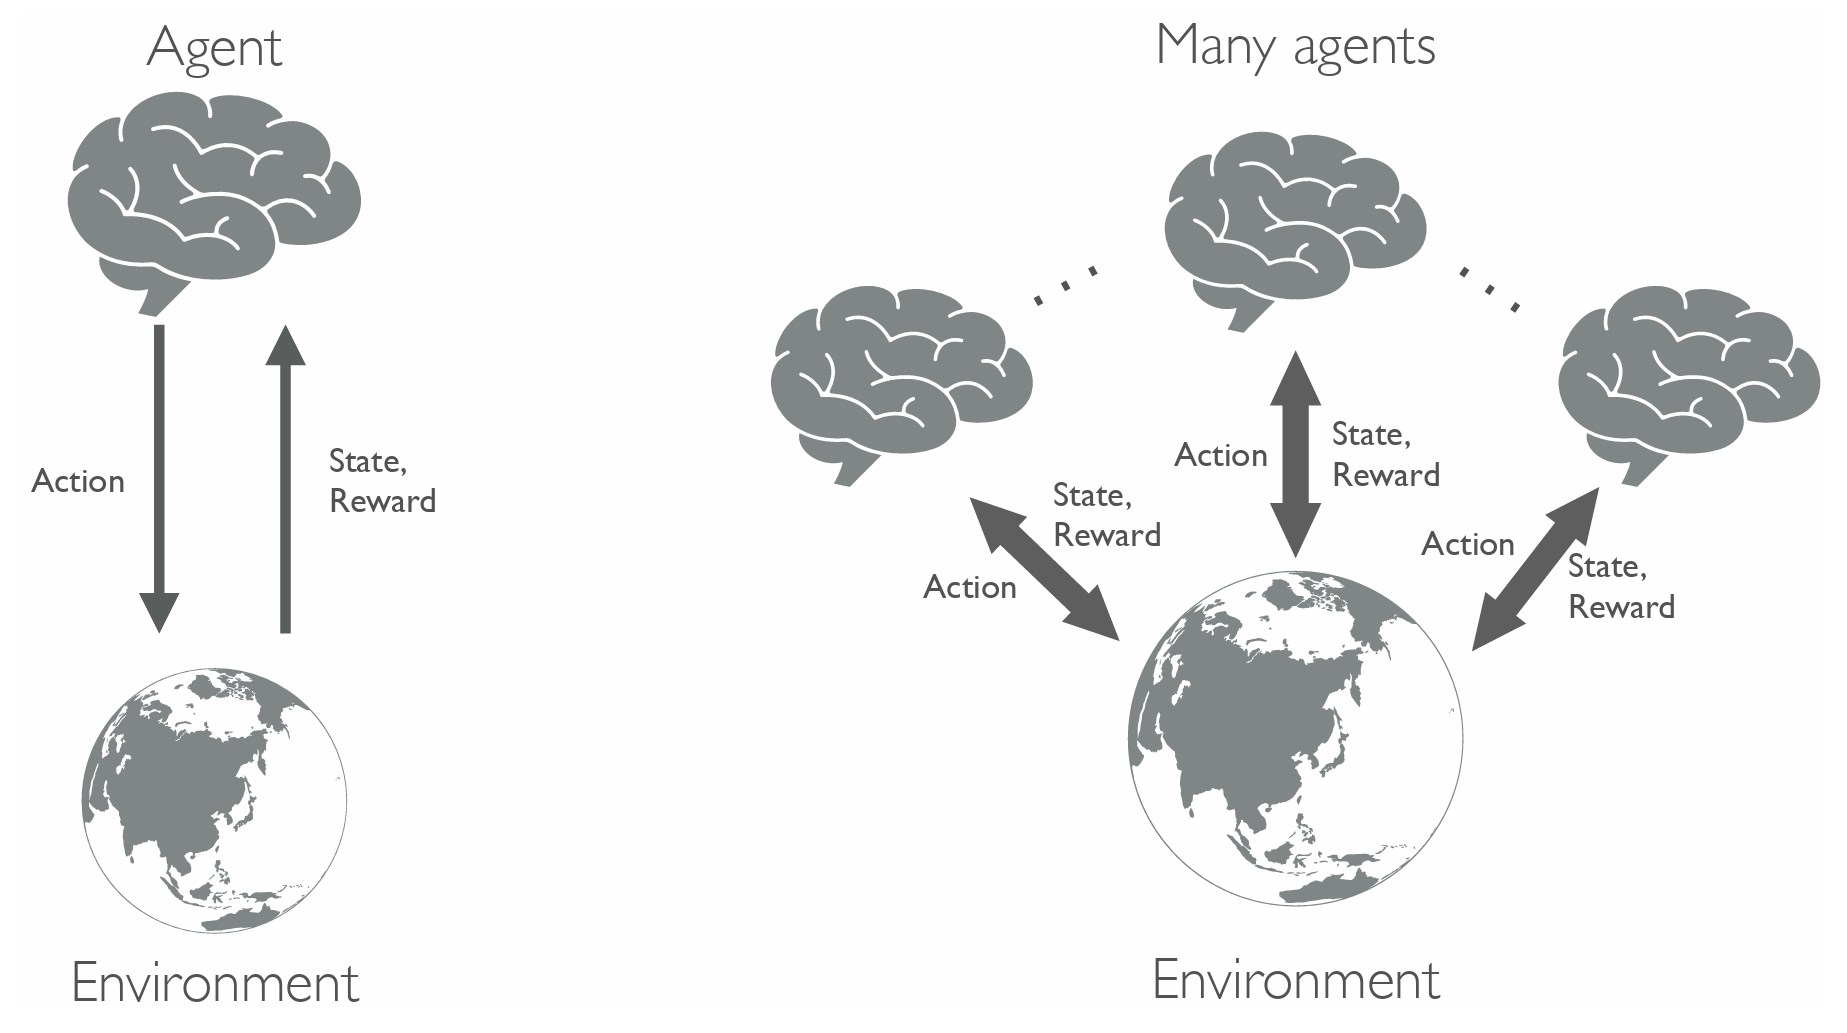 Agent
Action
State,
Reward
Environment
Many agents
Action
State,
Reward
State,
Reward
Action
Action
State,
Reward
Environment